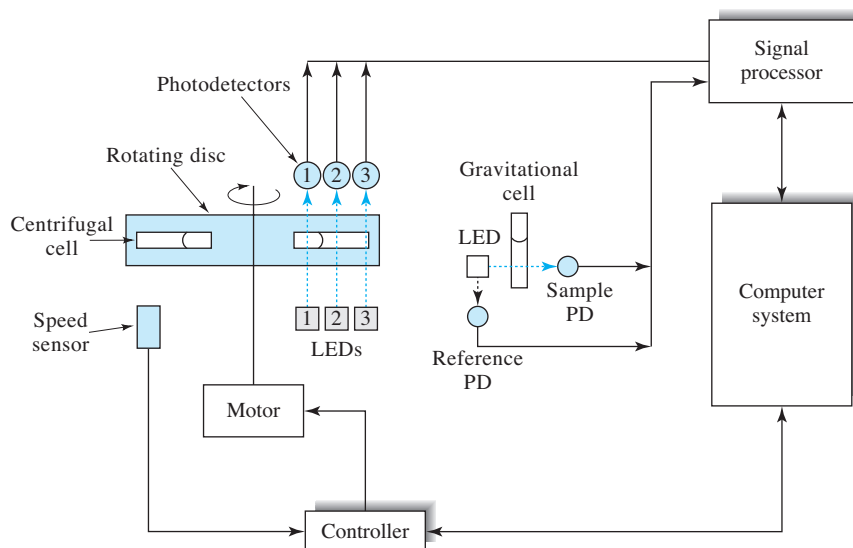 Signal
processor
Photodetectors
Rotating disc
1 2 3
Gravitational
cell
Centrifugal
cell
LED
Sample
PD
Computer
system
Speed
sensor
1 2 3
LEDs
Reference
PD
Motor
Controller